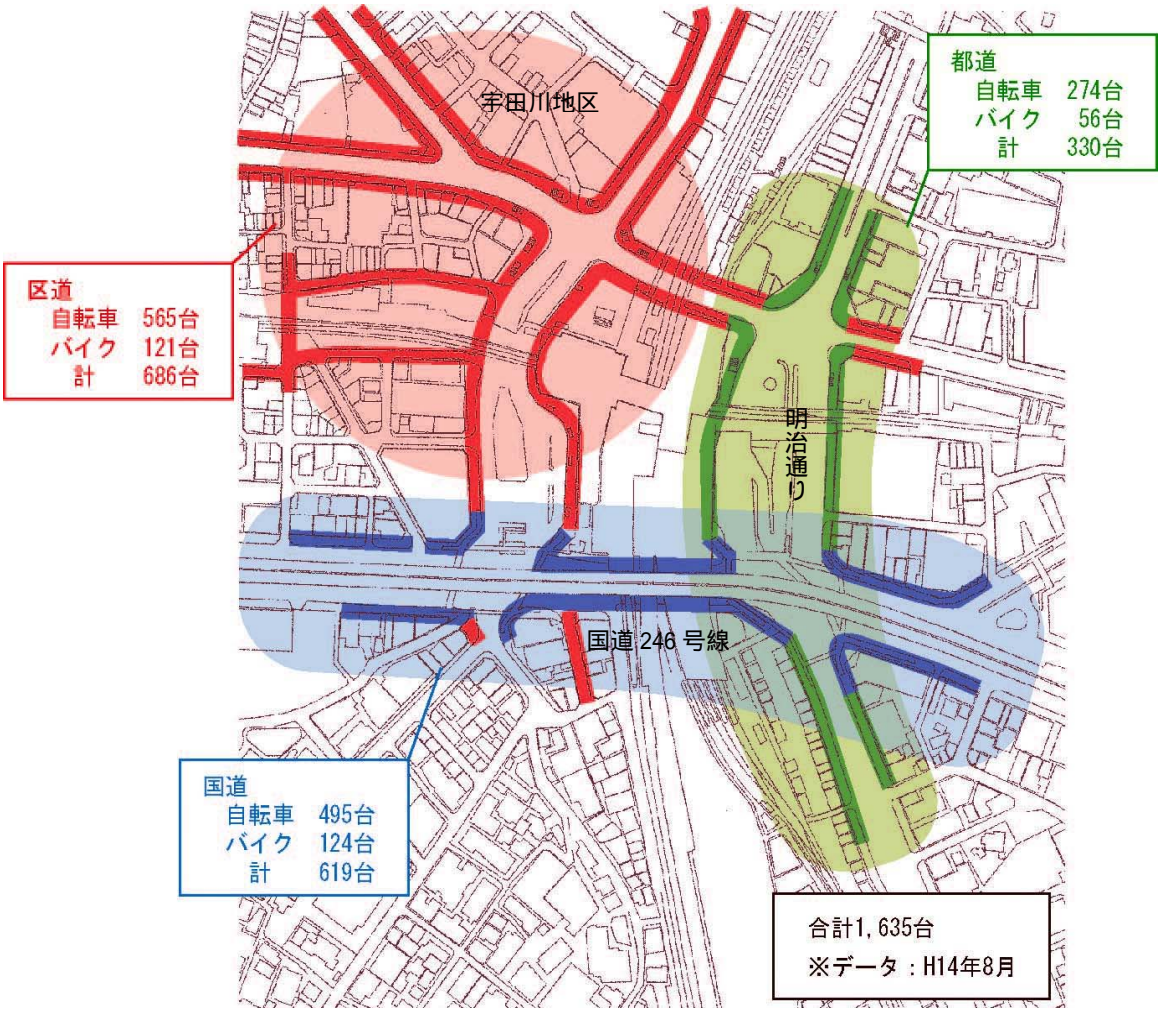 宇田川地区
都道
自転車 274台
バイク 56台
計 330台
区道
自転車 565台
バイク 121台
計 686台
明治通り
国道246号線
国道
自転車 495台
バイク 124台
計 619台
合計1,635台
※データ：H14年8月